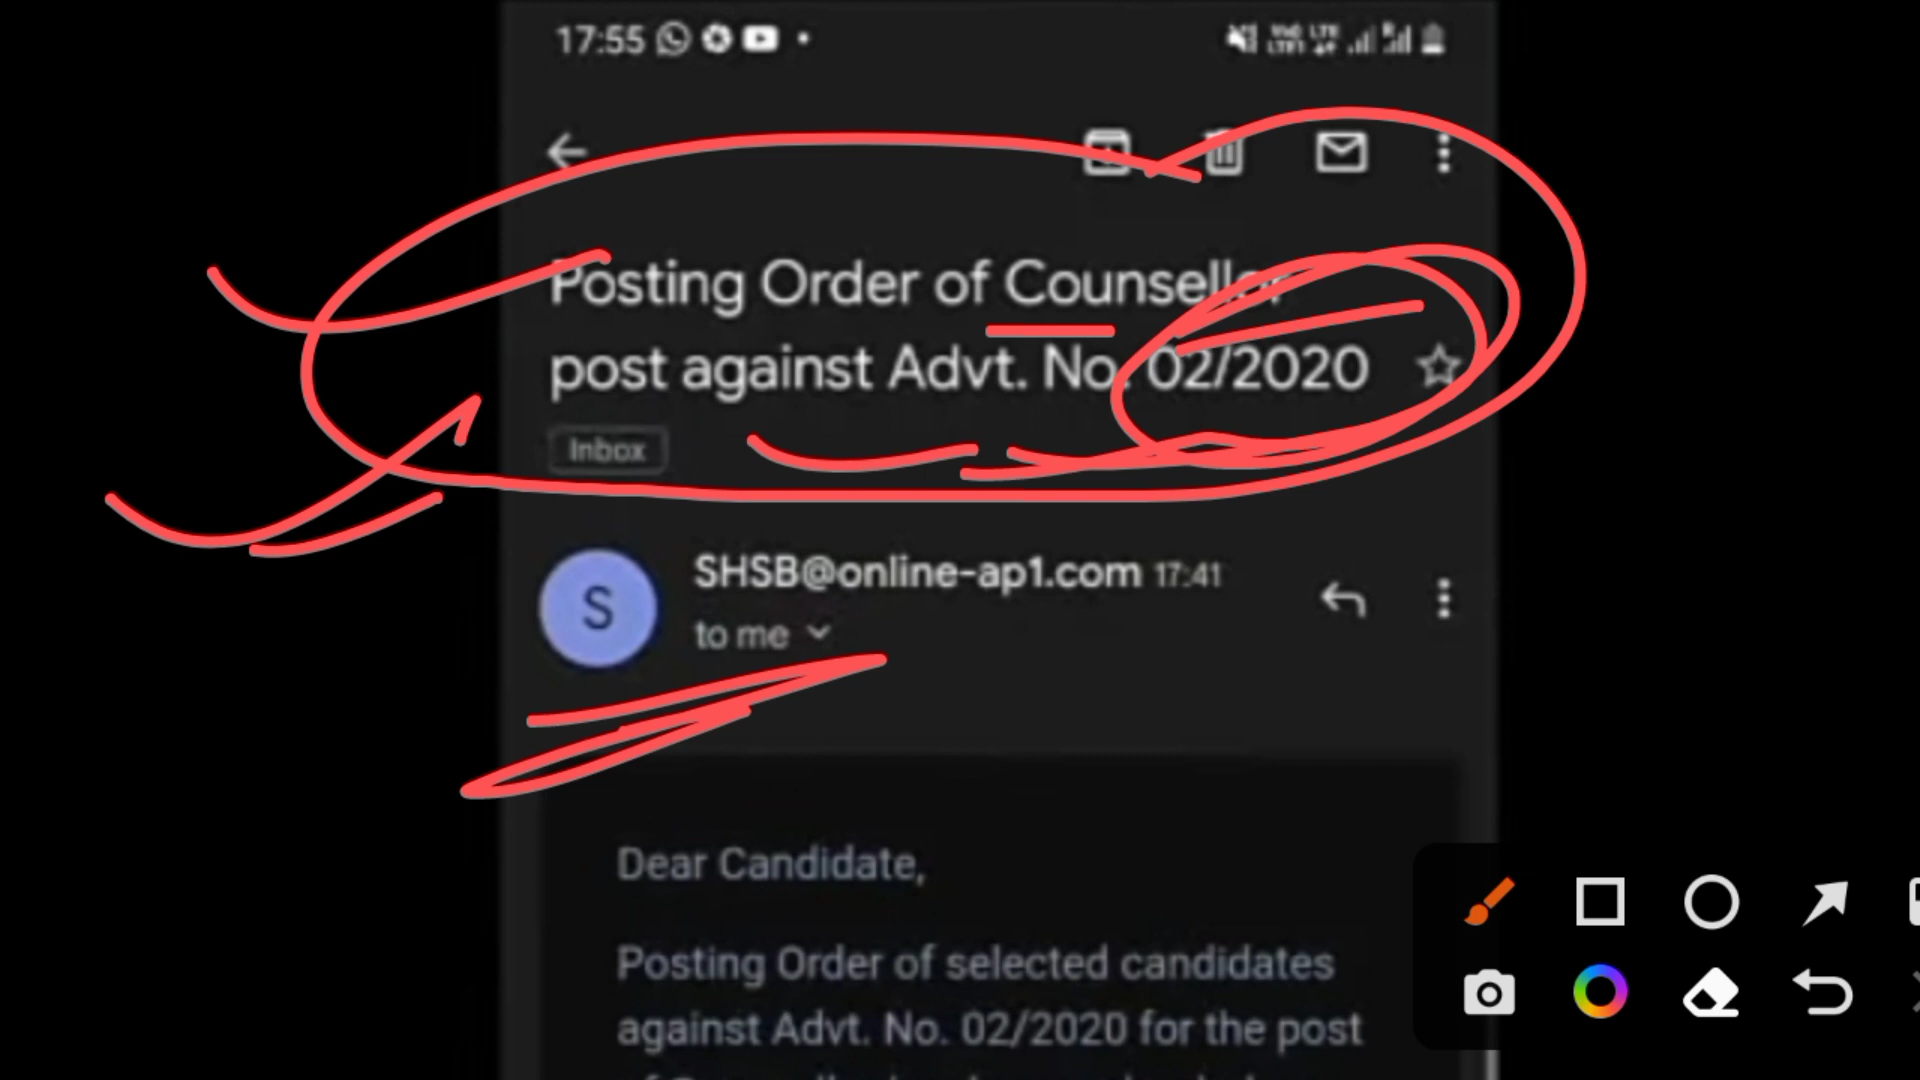 17:55
Posting Order of Counsellor
post against Advt. No. 02/2020
Inbox
S
SHSB@online-ap1.com 17:41
to me
Dear Candidate,
Posting Order of selected candidates
against Advt. No. 02/2020 for the post